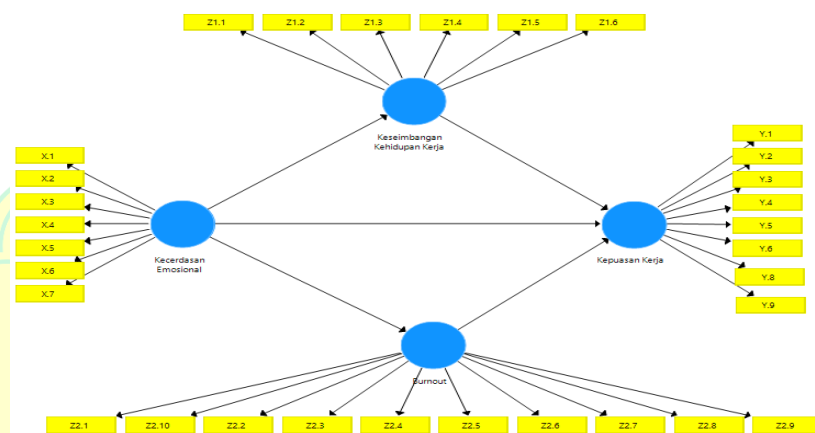 Z1.1 Z1.2 Z1.3 Z1.4 Z1.5 Z1.6
Keseimbangan
Kehidupan Kerja
X.1
X.2
X.3
X.4
X.5
X.6
X.7
Kecerdasan
Emosional
Y.1
Y.2
Y.3
Y.4
Y.5
Y.6
Y.8
Y.9
Kepuasan Kerja
Burnout
Z2.1 Z2.10 Z2.2 Z2.3 Z2.4 Z2.5 Z2.6 Z2.7 Z2.8 Z2.9